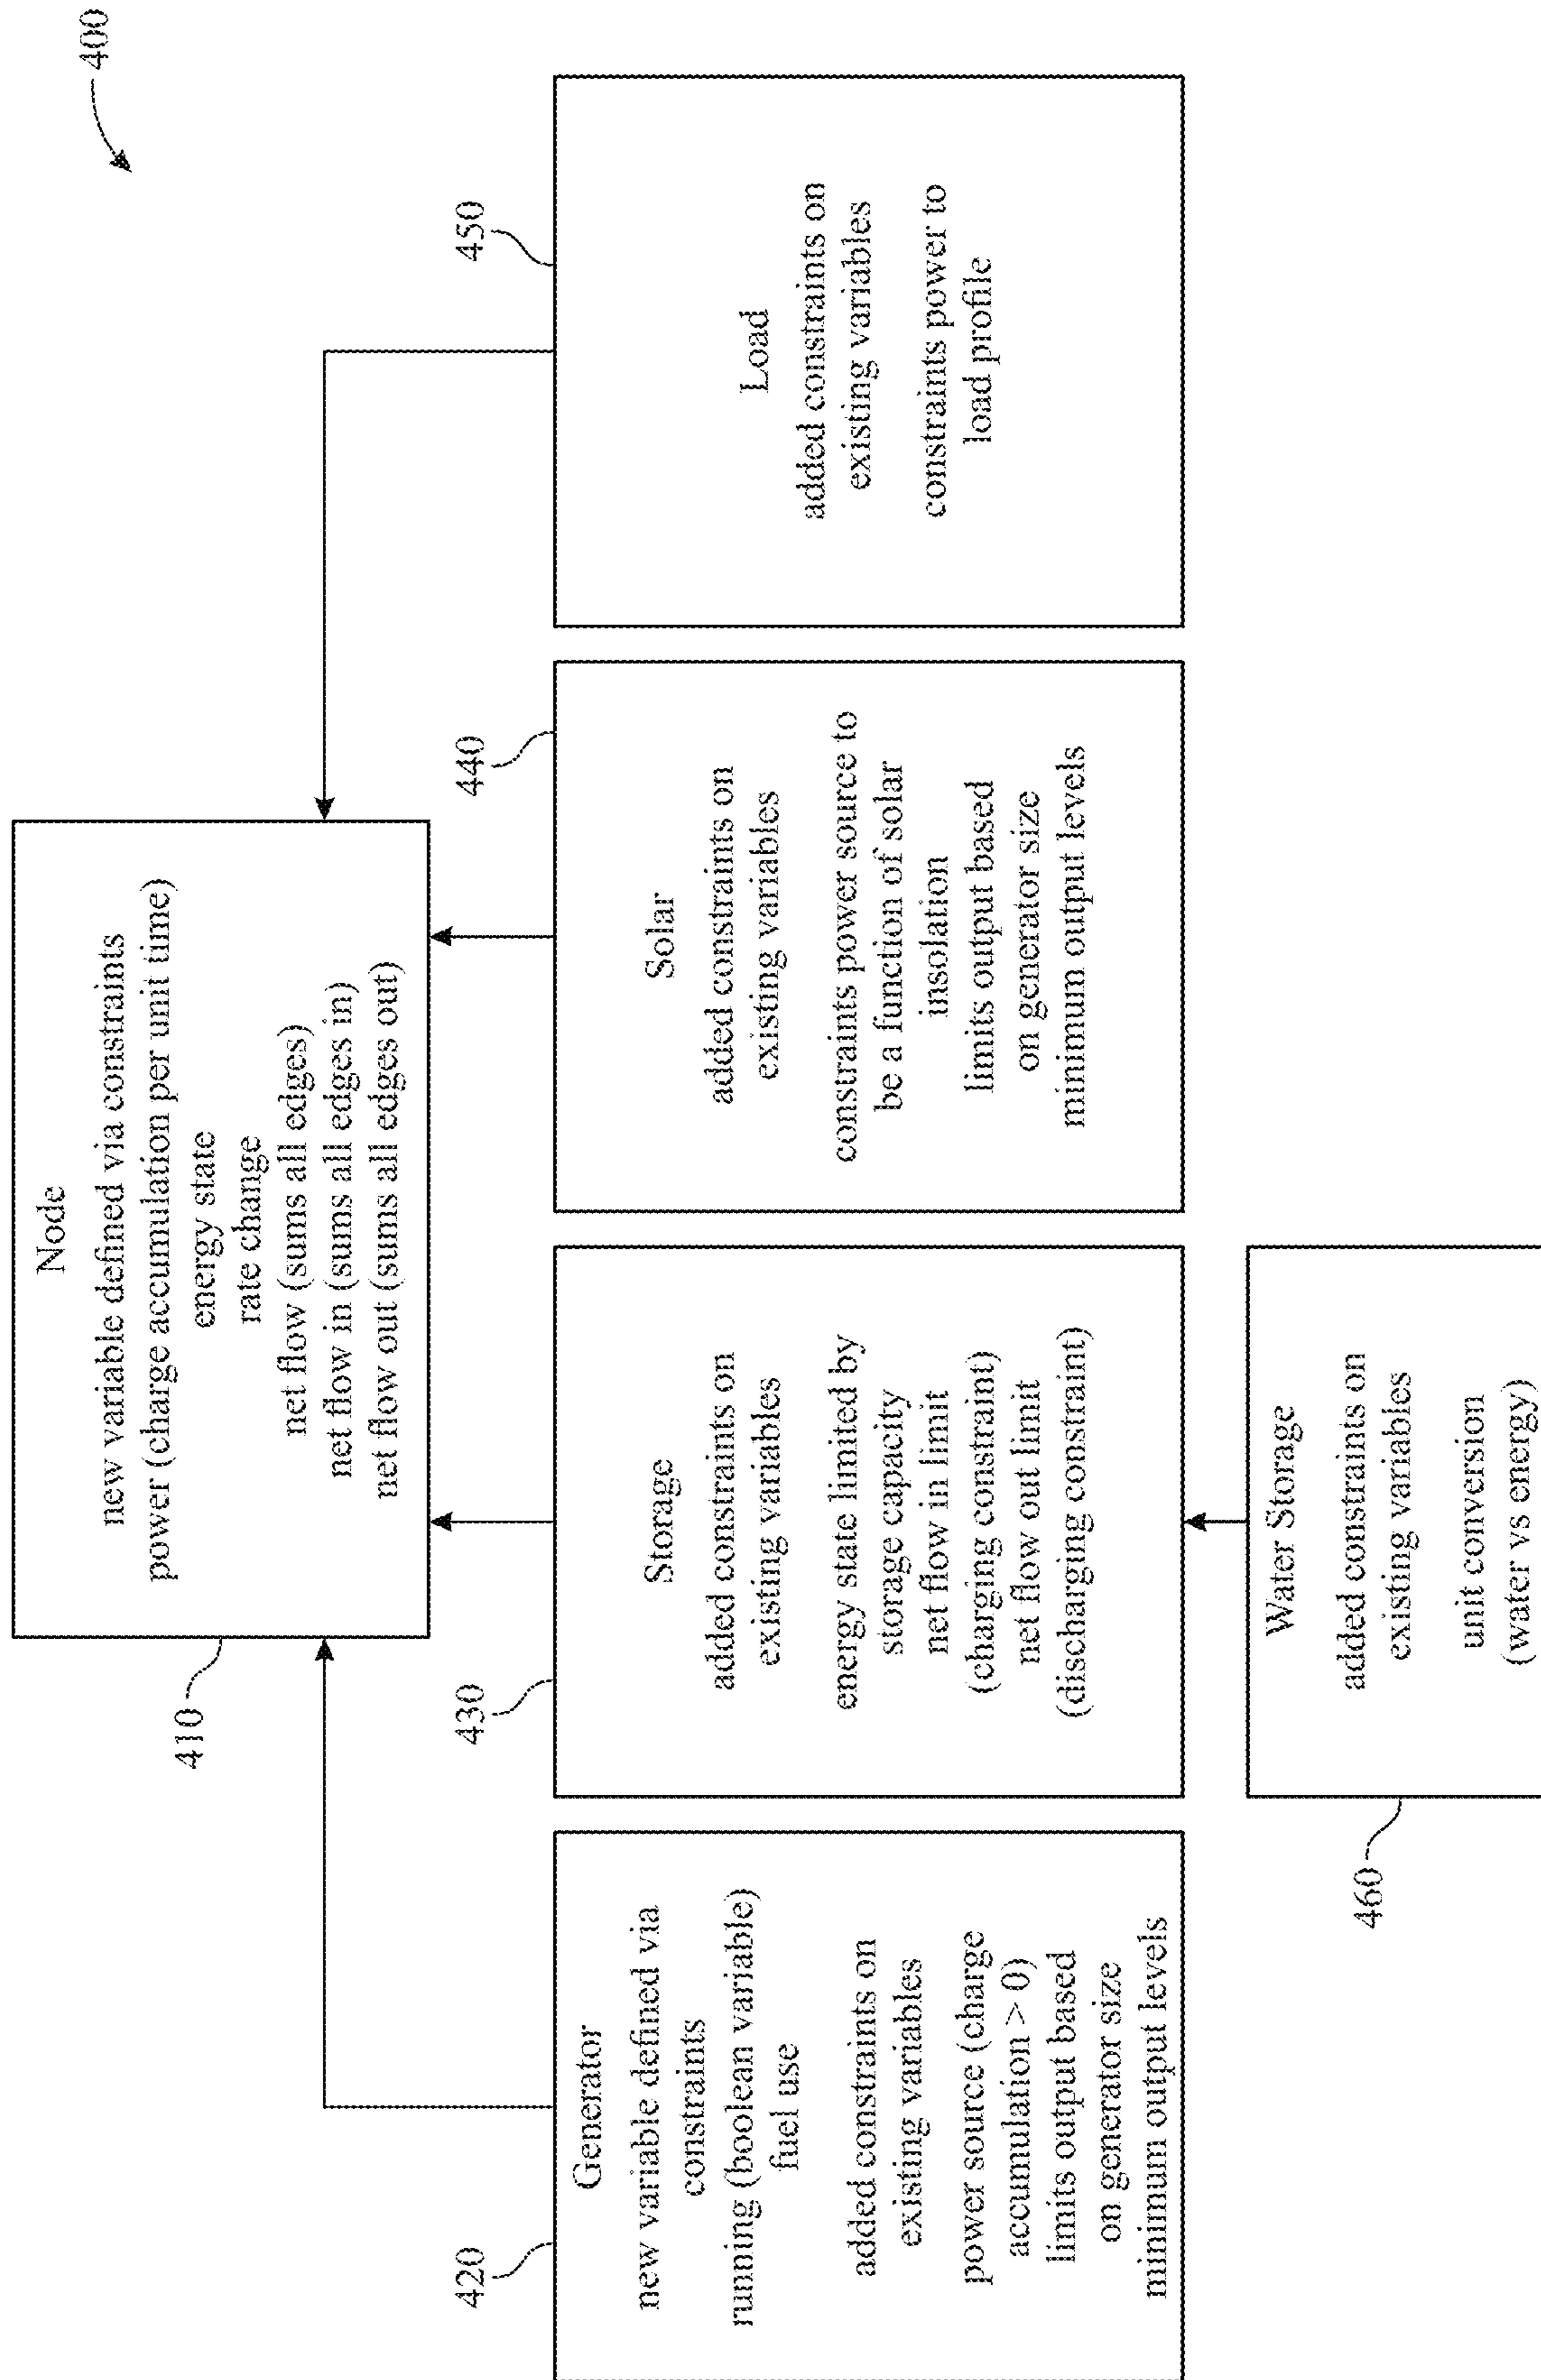 400
Node
new variable defined via constraints
power (charge accumulation per unit time)
energy state
rate change
net flow (sums all edges)
net flow in (sums all edges in)
net flow out (sums all edges out)
410
420
Generator
new variable defined via
constraints
running (boolean variable)
fuel use
added constraints on
existing variables
power source (charge
accumulation > 0)
limits output based
on generator size
minimum output levels
430
Storage
added constraints on
existing variables
energy state limited by
storage capacity
net flow in limit
(charging constraint)
net flow out limit
(discharging constraint)
440
Solar
added constraints on
existing variables
constraints power source to
be a function of solar
insolation
limits output based
on generator size
minimum output levels
450
Load
added constraints on
existing variables
constraints power to
load profile
460
Water Storage
added constraints on
existing variables
unit conversion
(water vs energy)